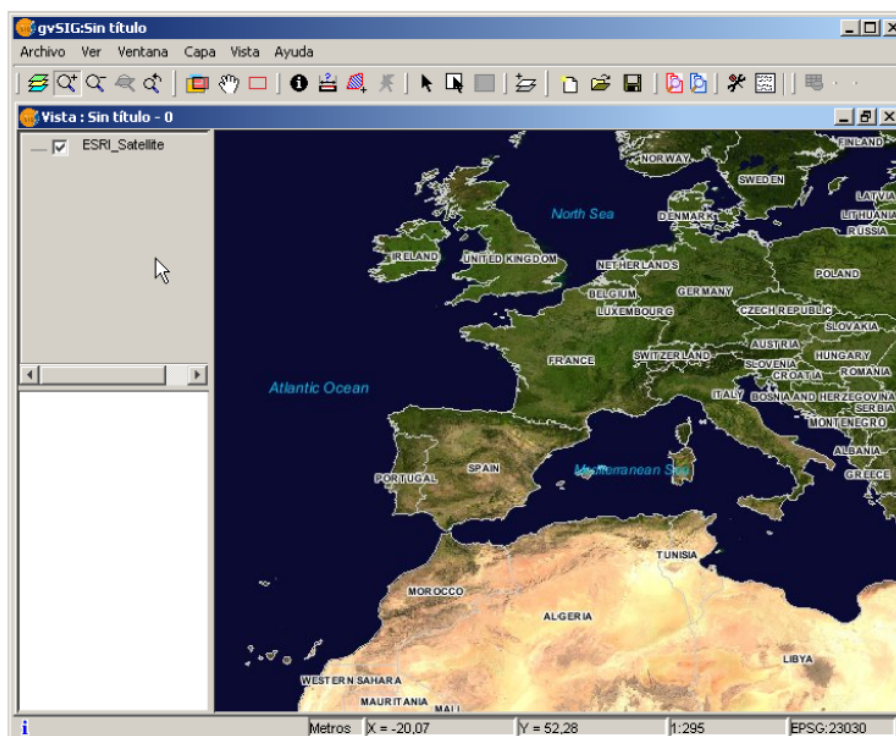 gvSIG:Sin título
Archivo Ver Ventana Capa Vista Ayuda
Vista : Sin título - 0
ESRI_Satellite
FINLAND
NORWAY
SWEDEN
LATVIA
North Sea
DENMARK
LITHUANIA
RUSSIA
IRELAND
UNITED KINGDOM
NETHERLANDS
POLAND
BELGIUM
GERMANY
LUXEMBOURG
CZECH REPUBLIC
SLOVAKIA
AUSTRIA
FRANCE
SWITZERLAND
HUNGARY
SLOVENIA
ROMANIA
CROATIA
Atlantic Ocean
ITALY
BOSNIA AND HERZEGOVINA
SERBIA
MONTENEGRO
ALBANIA
SPAIN
Mediterranean Sea
PORTUGAL
GREECE
TUNISIA
MOROCCO
ALGERIA
LIBYA
WESTERN SAHARA
MAURITANIA
MALI
Metros X = -20,07 Y = 52,28 1:295 EPSG:23030